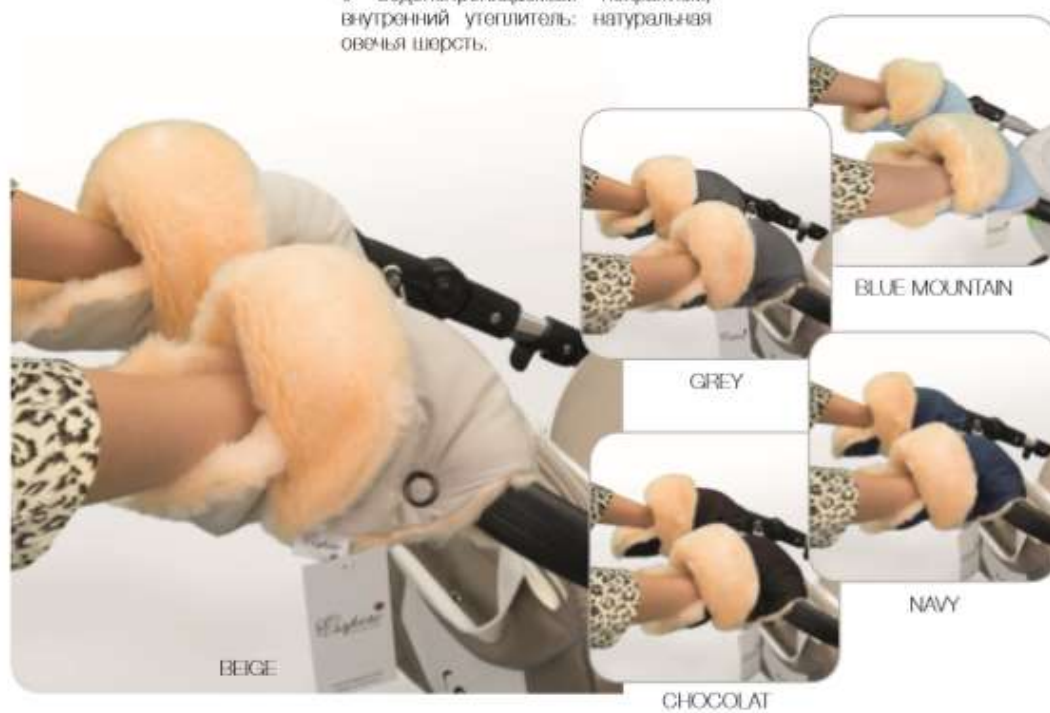 внутренний утеплитель: натуральная
овечья шерсть.
BLUE MOUNTAIN
GREY
NAVY
BEIGE
CHOCOLAT